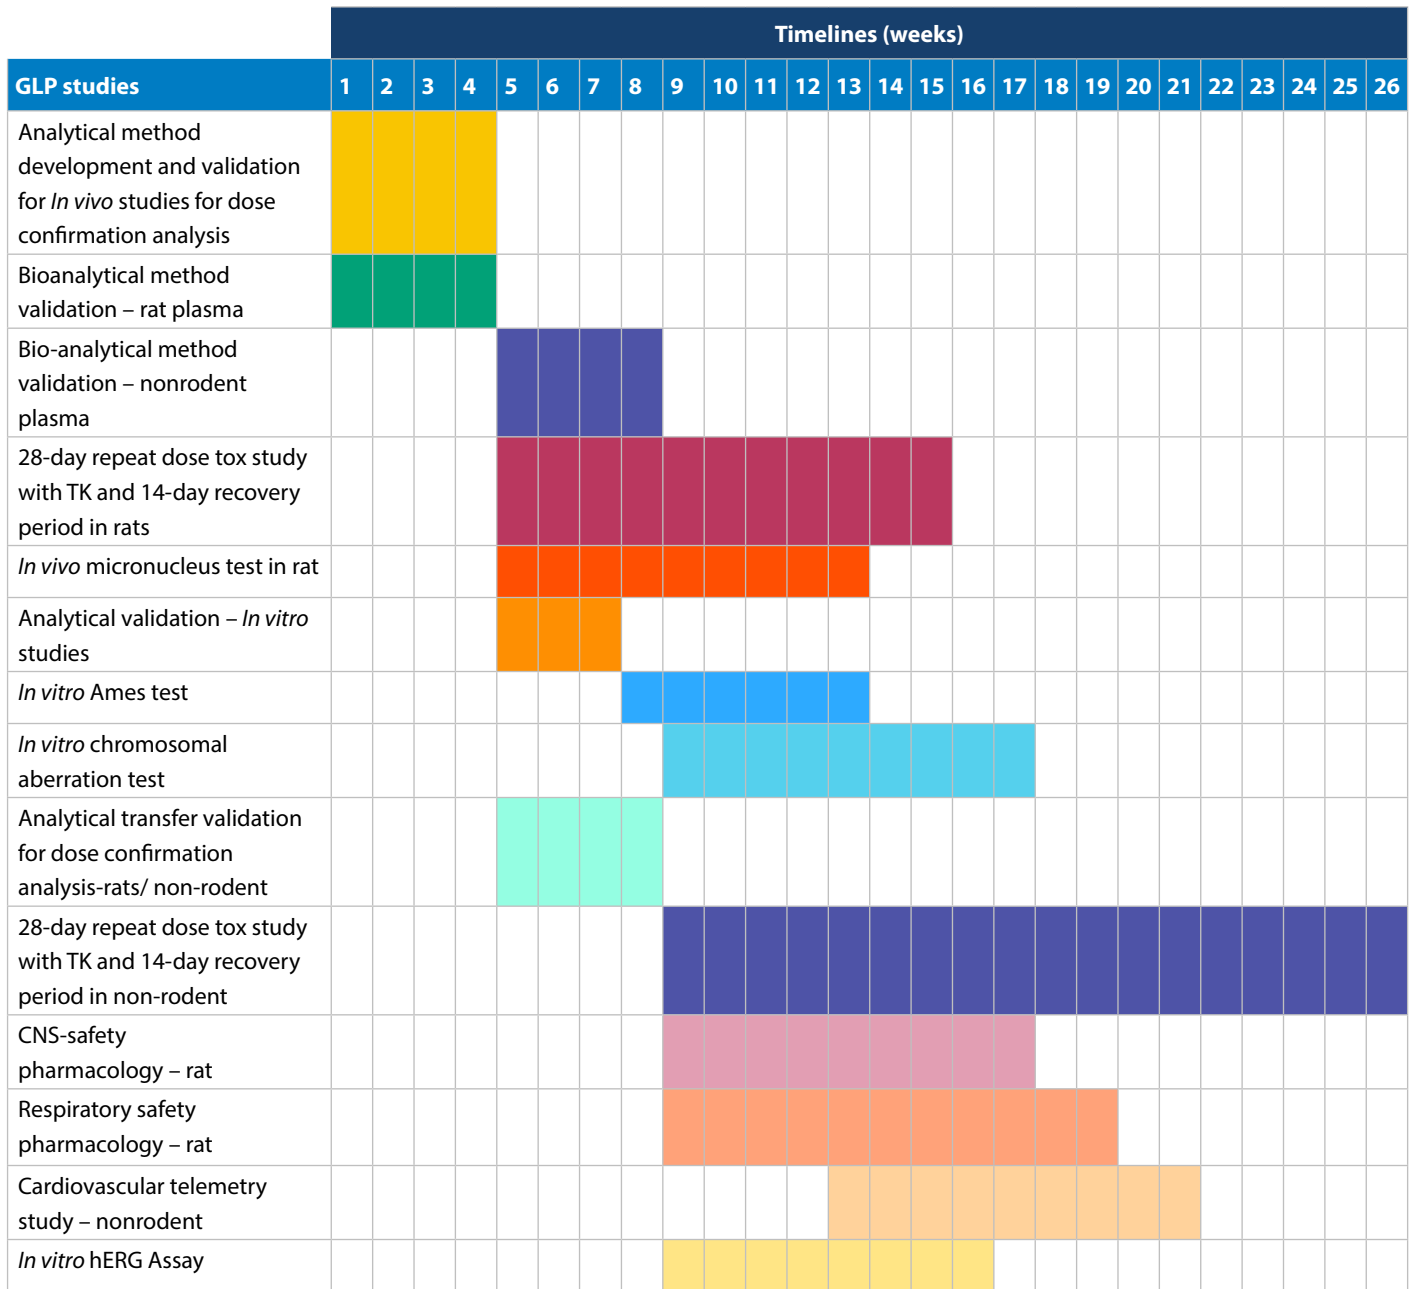 Timelines (weeks)
GLP studies 1 2 3 4 5 6 7 8 9 10 11 12 13 14 15 16 17 18 19 20 21 22 23 24 25 26
Analytical method
development and validation
for In vivo studies for dose
confirmation analysis
Bioanalytical method
validation – rat plasma
Bio-analytical method
validation – nonrodent
plasma
28-day repeat dose tox study
with TK and 14-day recovery
period in rats
In vivo micronucleus test in rat
Analytical validation – In vitro
studies
In vitro Ames test
In vitro chromosomal
aberration test
Analytical transfer validation
for dose confirmation
analysis-rats/ non-rodent
28-day repeat dose tox study
with TK and 14-day recovery
period in non-rodent
CNS-safety
pharmacology – rat
Respiratory safety
pharmacology – rat
Cardiovascular telemetry
study – nonrodent
In vitro hERG Assay